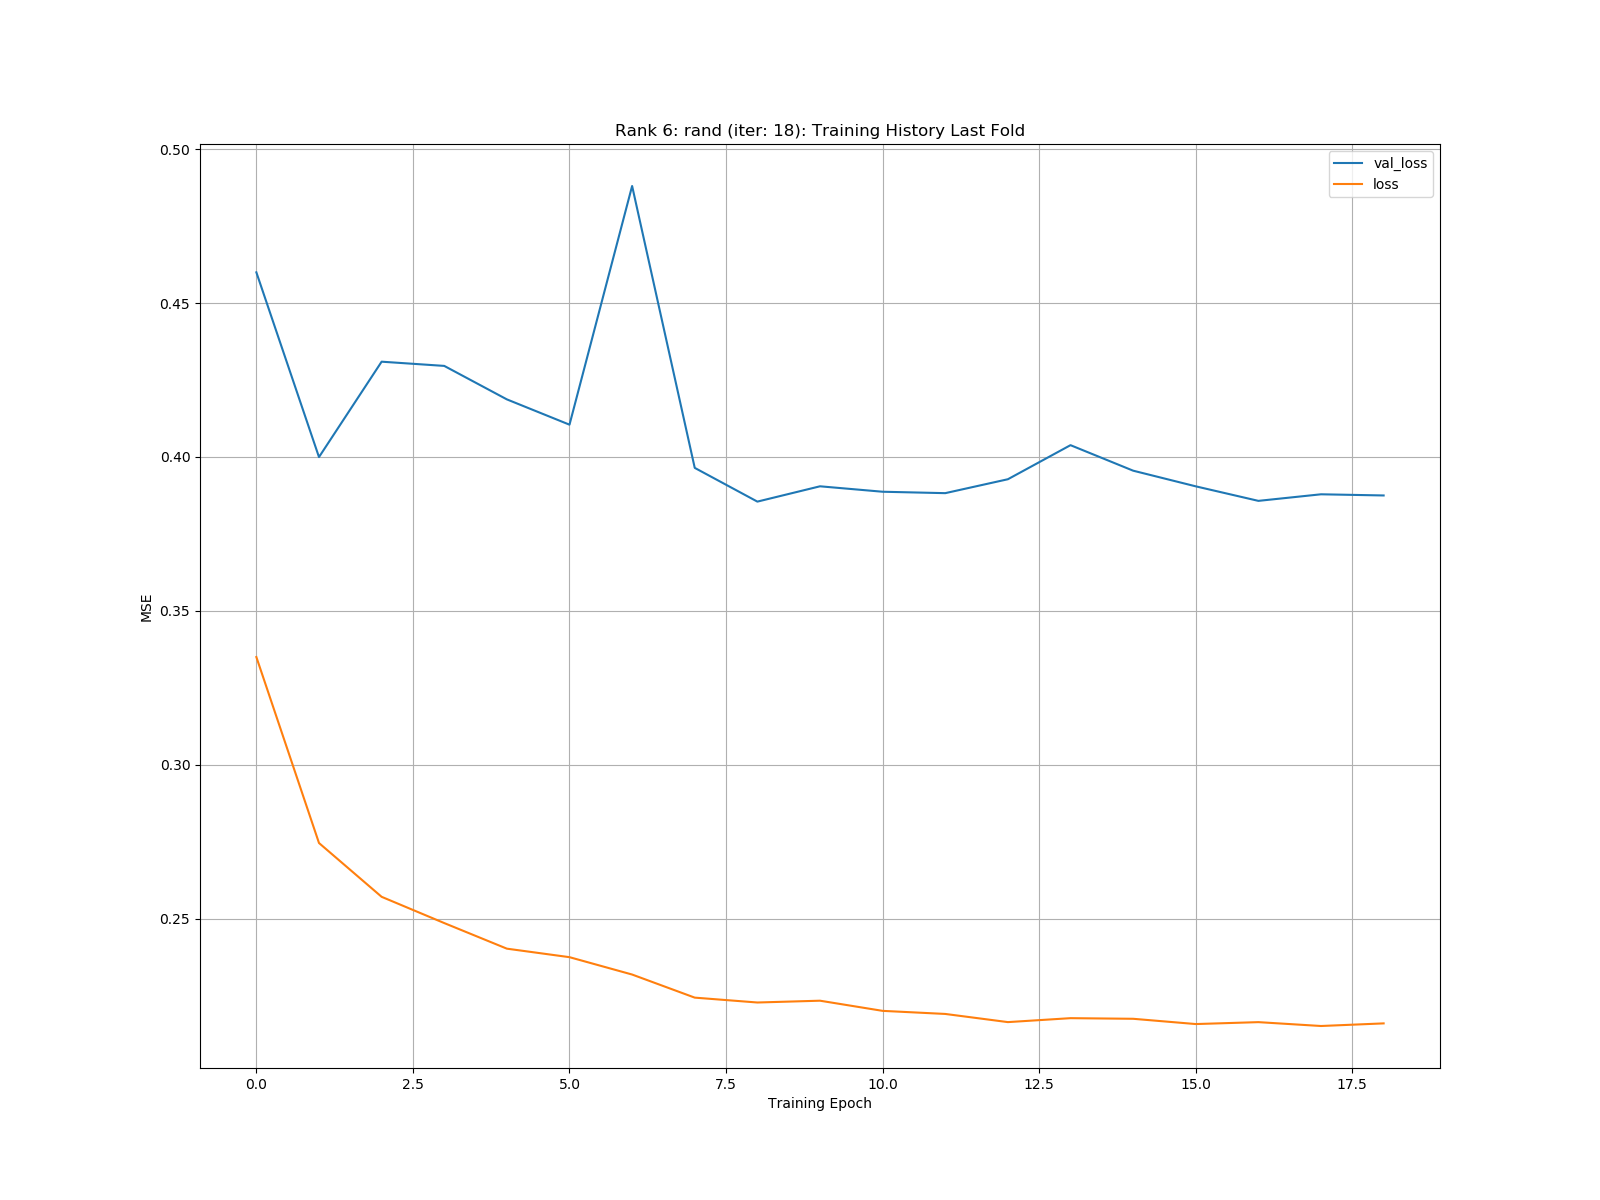 Rank 6: rand (iter: 18): Training History Last Fold
val_loss
loss
MSE
0.50
0.45
0.40
0.35
0.30
0.25
0.0 2.5 5.0 7.5 10.0 12.5 15.0 17.5
Training Epoch